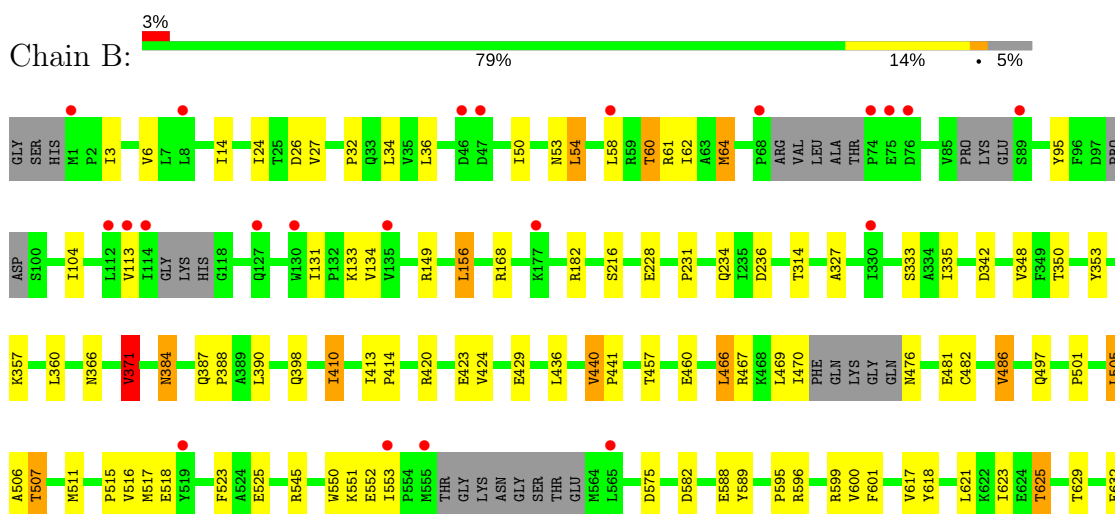 3%
Chain B:
79% 14% • 5%
GLY SER HIS M1 P2 I3 V6 L7 L8 I14 I24 T25 D26 V27 P32 Q33 L34 V35 L36 D46 D47 I50 N53 L54 L58 R59 T60 R61 I62 A63 M64 P68 ARG VAL LEU ALA THR P74 E75 D76 V85 PRO LYS GLU S89 Y95 F96 D97 PRO
ASP S100 I104 L112 V113 I114 GLY LYS HIS G118 Q127 W130 I131 P132 K133 V134 V135 R149 L156 R168 K177 R182 S216 E228 P231 Q234 I235 D236 T314 A327 I330 S333 A334 I335 D342 V348 F349 T350 Y353
K357 L360 N366 V371 N384 Q387 P388 A389 L390 Q398 I410 I413 P414 R420 E423 V424 E429 L436 V440 P441 T457 E460 L466 R467 K468 L469 I470 PHE GLN LYS GLY GLN N476 E481 C482 V486 Q497 P501 L505
A506 T507 M511 P515 V516 M517 E518 Y519 F523 A524 E525 R545 W550 K551 E552 I553 P554 M555 THR GLY LYS ASN GLY SER THR GLU M564 L565 D575 D582 E588 Y589 P595 R596 R599 V600 F601 V617 Y618 L621 K622 I623 E624 T625 T629